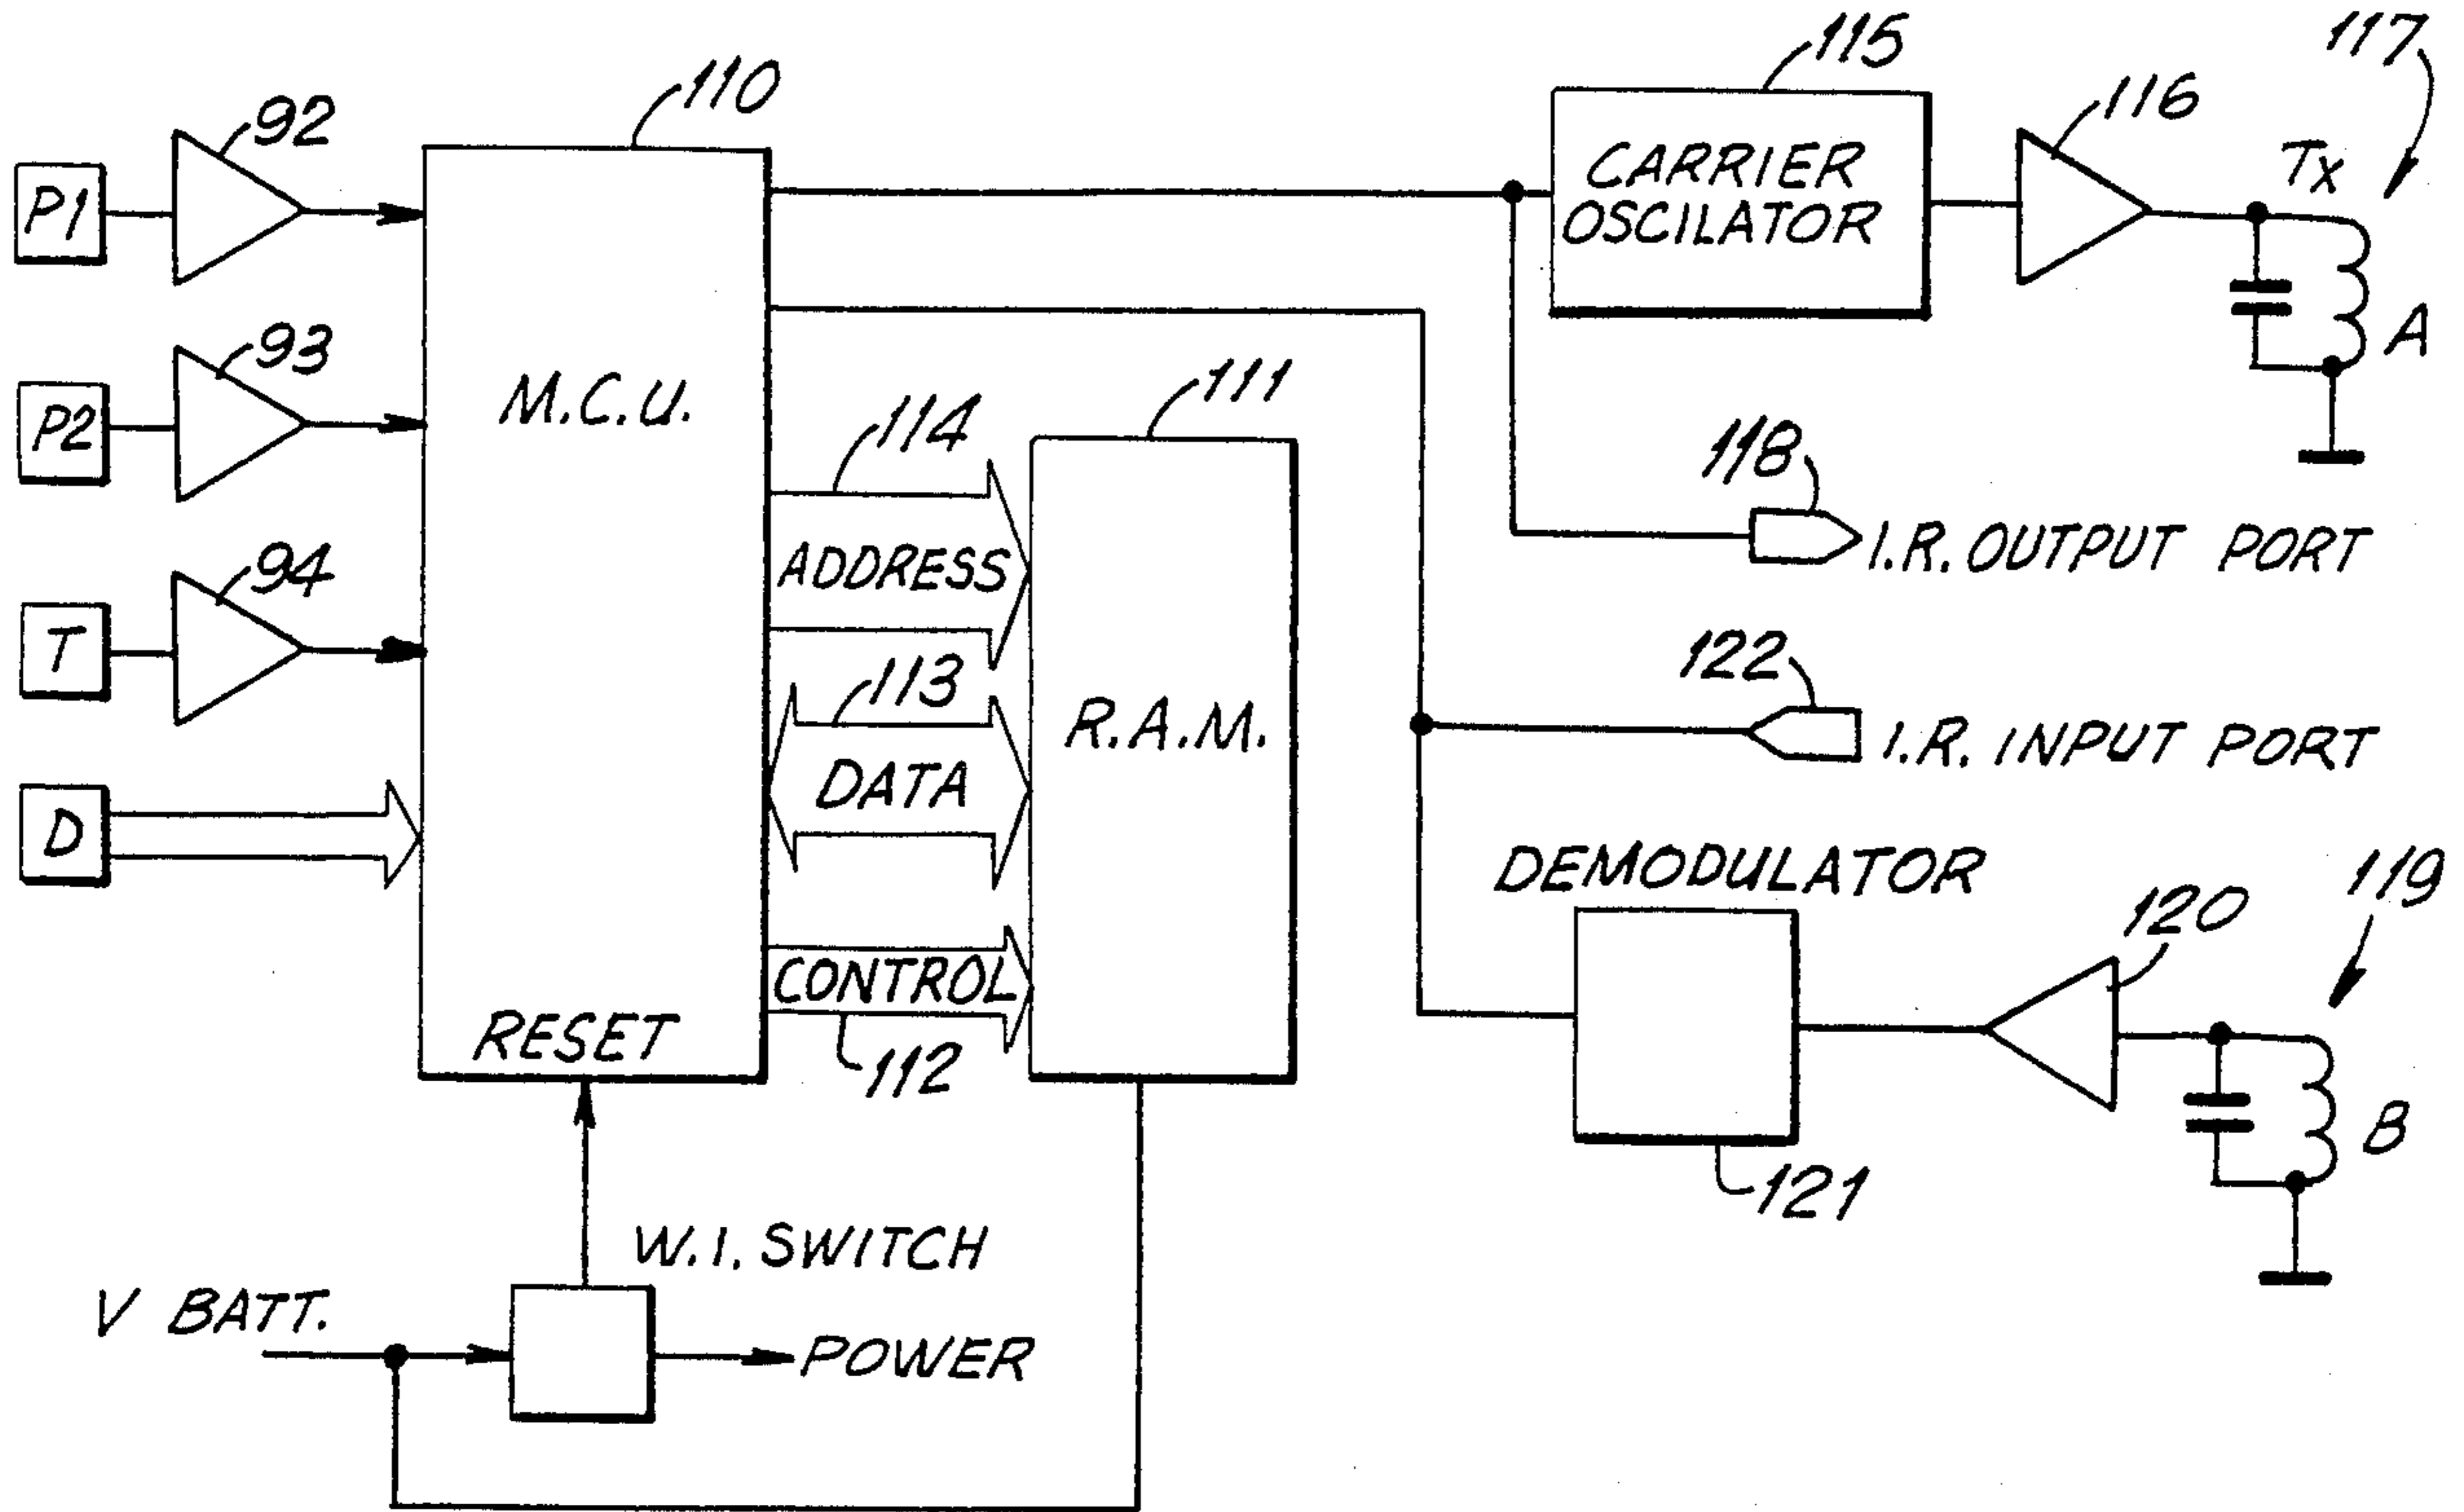 P1
92
110
115
CARRIER
OSCILATOR
116
117
Tx
A
P2
93
M.C.U.
114
ADDRESS
111
R.A.M.
118
I.R. OUTPUT PORT
T
94
113
DATA
122
I.R. INPUT PORT
D
CONTROL
112
RESET
DEMODULATOR
121
120
119
B
W.I. SWITCH
V BATT.
POWER